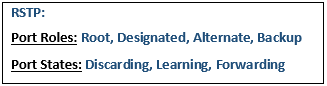 RSTP:
Port Roles: Root, Designated, Alternate, Backup
Port States: Discarding, Learning, Forwarding